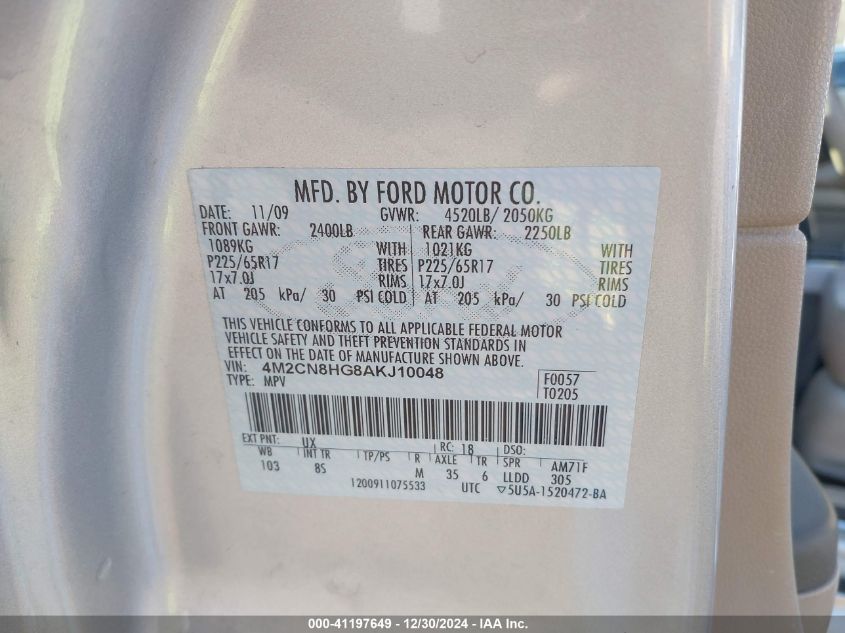 MFD. BY FORD MOTOR CO.
DATE: 11/09 GVWR: 4520LB/ 2050KG
FRONT GAWR: 2400LB REAR GAWR: 2250LB
1089KG WITH 1021KG WITH
P225/65R17 TIRES P225/65R17 TIRES
17x7.0J RIMS 17x7.0J RIMS
AT 205 kPa/ 30 PSI COLD AT 205 kPa/ 30 PSI COLD
THIS VEHICLE CONFORMS TO ALL APPLICABLE FEDERAL MOTOR
VEHICLE SAFETY AND THEFT PREVENTION STANDARDS IN
EFFECT ON THE DATE OF MANUFACTURE SHOWN ABOVE.
VIN: 4M2CN8HG8AKJ10048
TYPE: MPV
F0057
T0205
EXT PNT: UX RC: 18 DSO:
WB INT TR TP/PS R AXLE TR SPR AM71F
103 8S M 35 6 LLDD 305
1200911075533 UTC ▽5U5A-1520472-BA
000-41197649 - 12/30/2024 - IAA Inc.